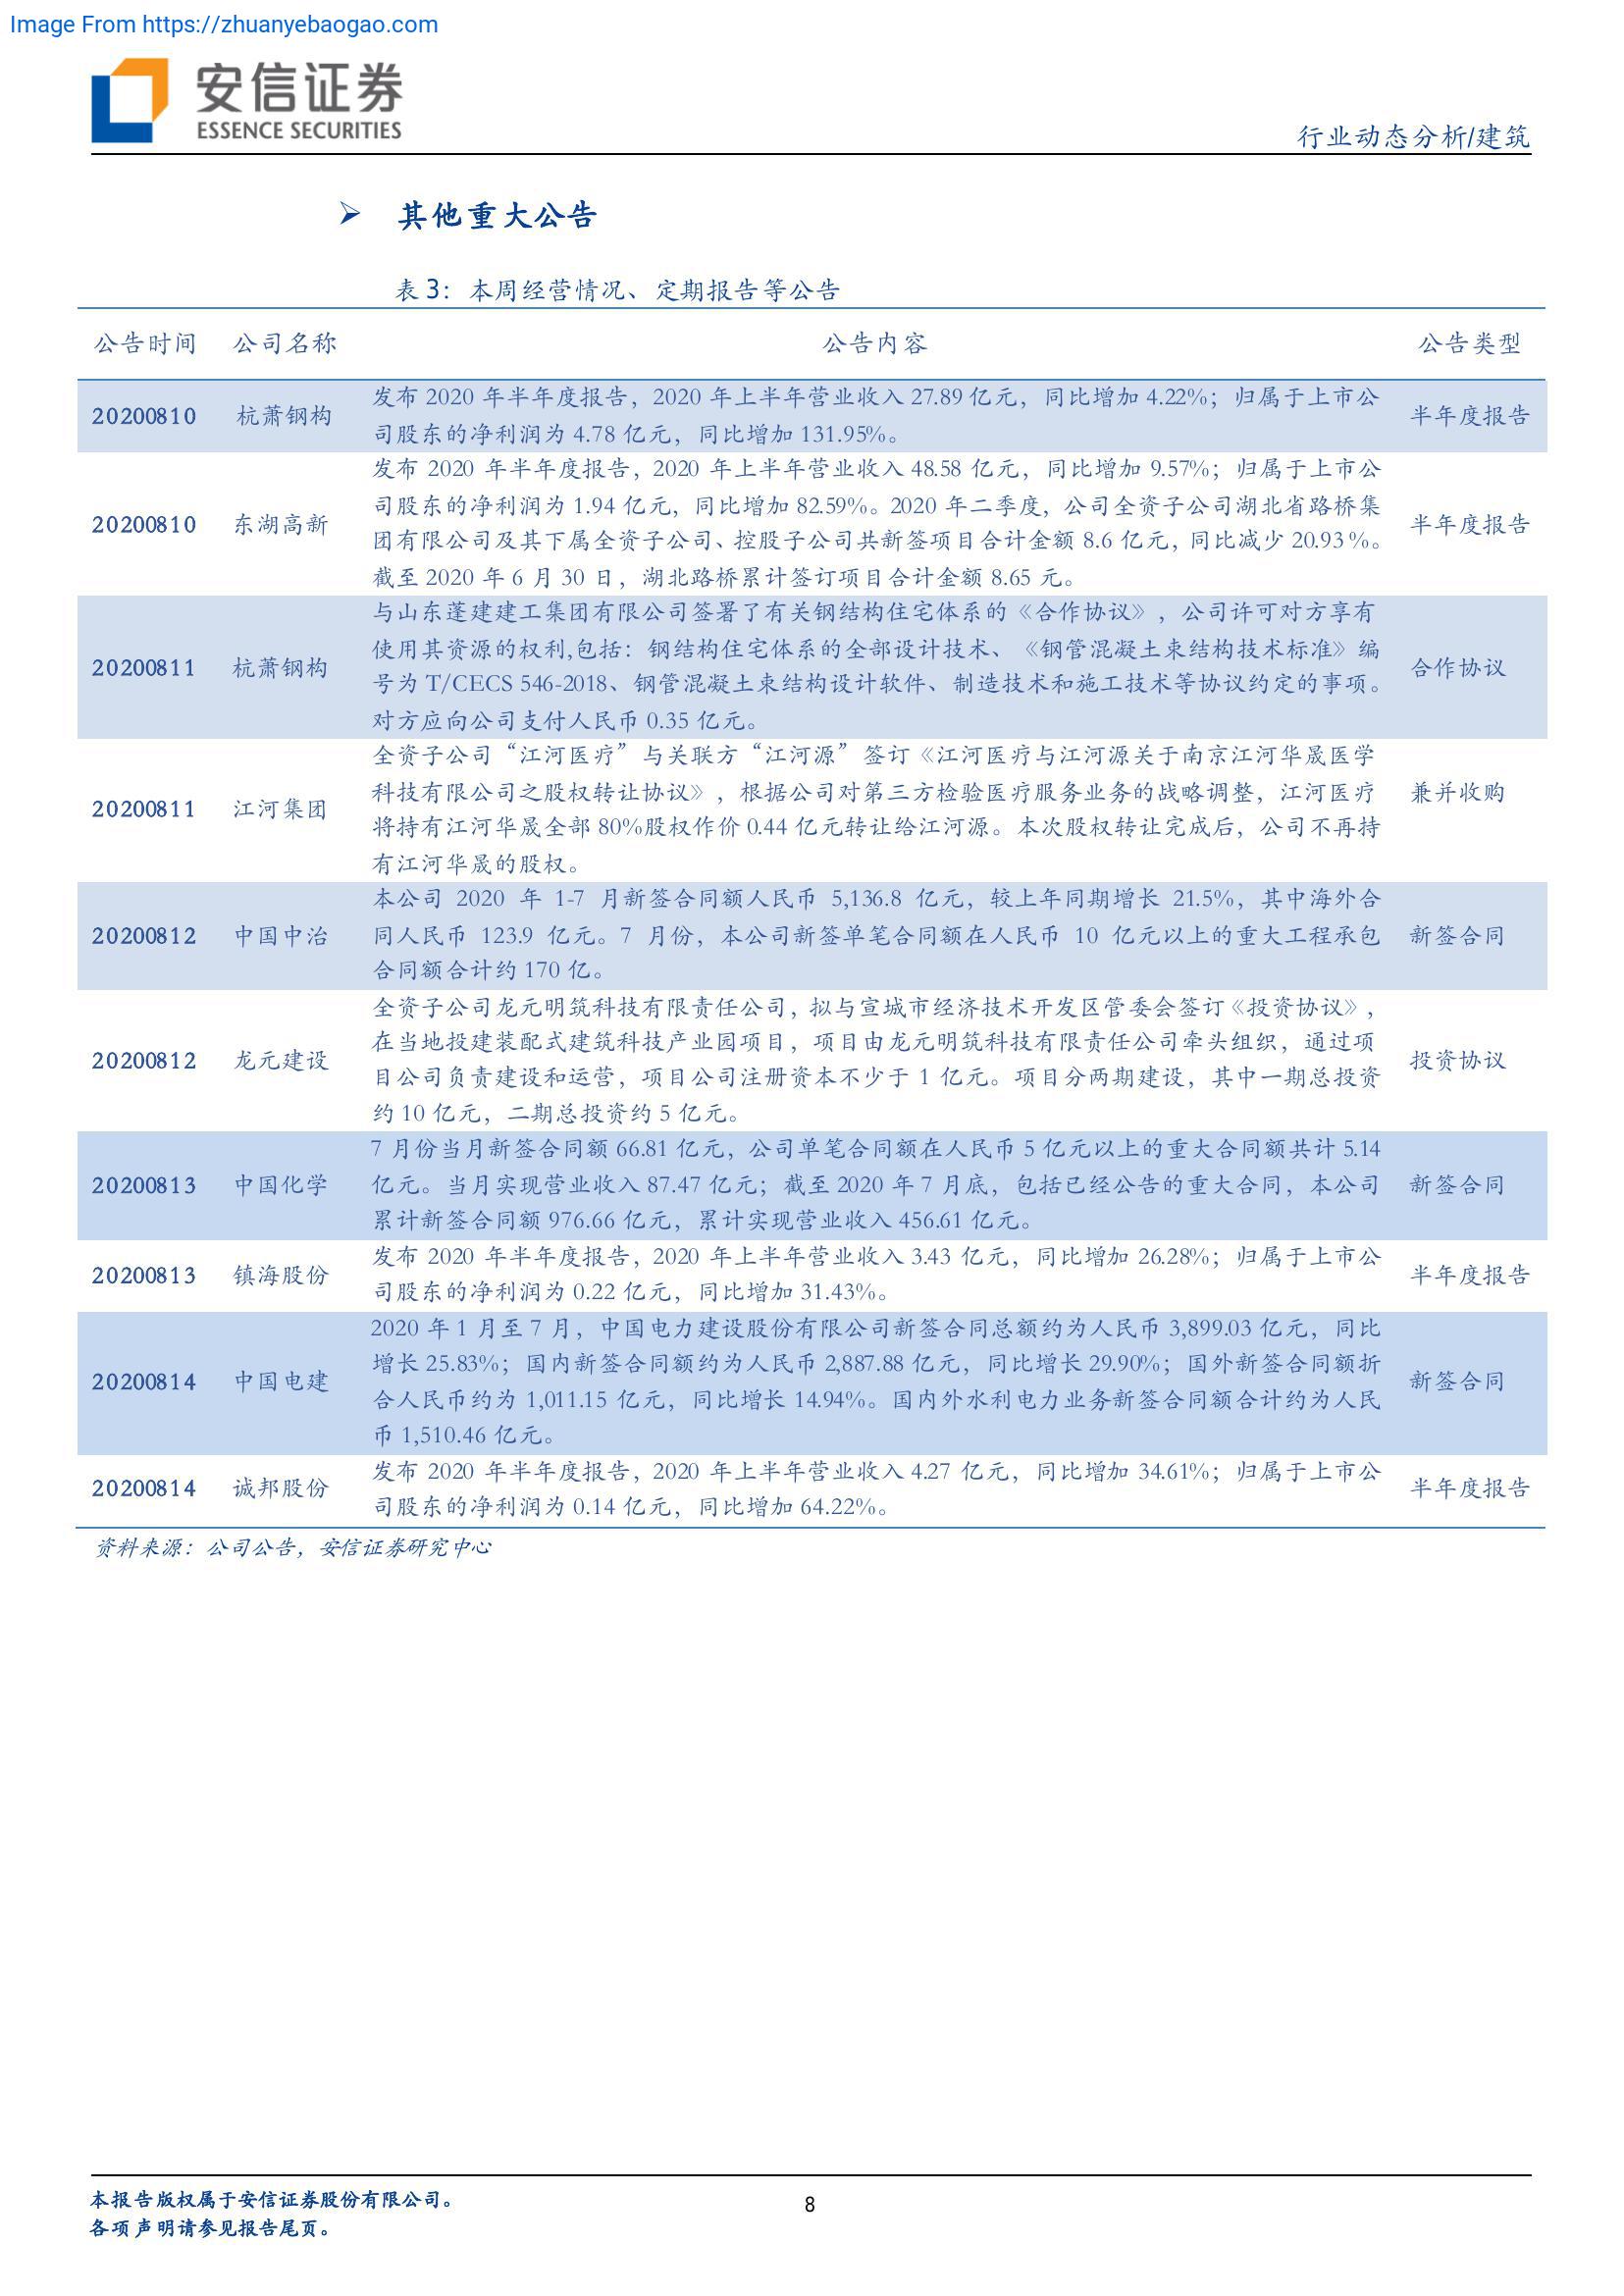 Image From https://zhuanyebaogao.com
安信证券
ESSENCE SECURITIES
行业动态分析/建筑
其他重大公告
表 3：本周经营情况、定期报告等公告
公告时间 公司名称 公告内容 公告类型
20200810 杭萧钢构 半年度报告
发布 2020 年半年度报告，2020 年上半年营业收入 27.89 亿元，同比增加 4.22%；归属于上市公
司股东的净利润为 4.78 亿元，同比增加 131.95%。
20200810 东湖高新 半年度报告
发布 2020 年半年度报告，2020 年上半年营业收入 48.58 亿元，同比增加 9.57%；归属于上市公
司股东的净利润为 1.94 亿元，同比增加 82.59%。2020 年二季度，公司全资子公司湖北省路桥集
团有限公司及其下属全资子公司、控股子公司共新签项目合计金额 8.6 亿元，同比减少 20.93%。
截至 2020 年 6 月 30 日，湖北路桥累计签订项目合计金额 8.65 元。
20200811 杭萧钢构 合作协议
与山东蓬建建工集团有限公司签署了有关钢结构住宅体系的《合作协议》，公司许可对方享有
使用其资源的权利,包括：钢结构住宅体系的全部设计技术、《钢管混凝土束结构技术标准》编
号为 T/CECS 546-2018、钢管混凝土束结构设计软件、制造技术和施工技术等协议约定的事项。
对方应向公司支付人民币 0.35 亿元。
20200811 江河集团 兼并收购
全资子公司“江河医疗”与关联方“江河源”签订《江河医疗与江河源关于南京江河华晟医学
科技有限公司之股权转让协议》，根据公司对第三方检验医疗服务业务的战略调整，江河医疗
将持有江河华晟全部 80%股权作价 0.44 亿元转让给江河源。本次股权转让完成后，公司不再持
有江河华晟的股权。
20200812 中国中治 新签合同
本公司 2020 年 1-7 月新签合同额人民币 5,136.8 亿元，较上年同期增长 21.5%，其中海外合
同人民币 123.9 亿元。7 月份，本公司新签单笔合同额在人民币 10 亿元以上的重大工程承包
合同额合计约 170 亿。
20200812 龙元建设 投资协议
全资子公司龙元明筑科技有限责任公司，拟与宣城市经济技术开发区管委会签订《投资协议》，
在当地投建装配式建筑科技产业园项目，项目由龙元明筑科技有限责任公司牵头组织，通过项
目公司负责建设和运营，项目公司注册资本不少于 1 亿元。项目分两期建设，其中一期总投资
约 10 亿元，二期总投资约 5 亿元。
20200813 中国化学 新签合同
7 月份当月新签合同额 66.81 亿元，公司单笔合同额在人民币 5 亿元以上的重大合同额共计 5.14
亿元。当月实现营业收入 87.47 亿元；截至 2020 年 7 月底，包括已经公告的重大合同，本公司
累计新签合同额 976.66 亿元，累计实现营业收入 456.61 亿元。
20200813 镇海股份 半年度报告
发布 2020 年半年度报告，2020 年上半年营业收入 3.43 亿元，同比增加 26.28%；归属于上市公
司股东的净利润为 0.22 亿元，同比增加 31.43%。
20200814 中国电建 新签合同
2020 年 1 月至 7 月，中国电力建设股份有限公司新签合同总额约为人民币 3,899.03 亿元，同比
增长 25.83%；国内新签合同额约为人民币 2,887.88 亿元，同比增长 29.90%；国外新签合同额折
合人民币约为 1,011.15 亿元，同比增长 14.94%。国内外水利电力业务新签合同额合计约为人民
币 1,510.46 亿元。
20200814 诚邦股份 半年度报告
发布 2020 年半年度报告，2020 年上半年营业收入 4.27 亿元，同比增加 34.61%；归属于上市公
司股东的净利润为 0.14 亿元，同比增加 64.22%。
资料来源：公司公告，安信证券研究中心
本报告版权属于安信证券股份有限公司。
各项声明请参见报告尾页。
8